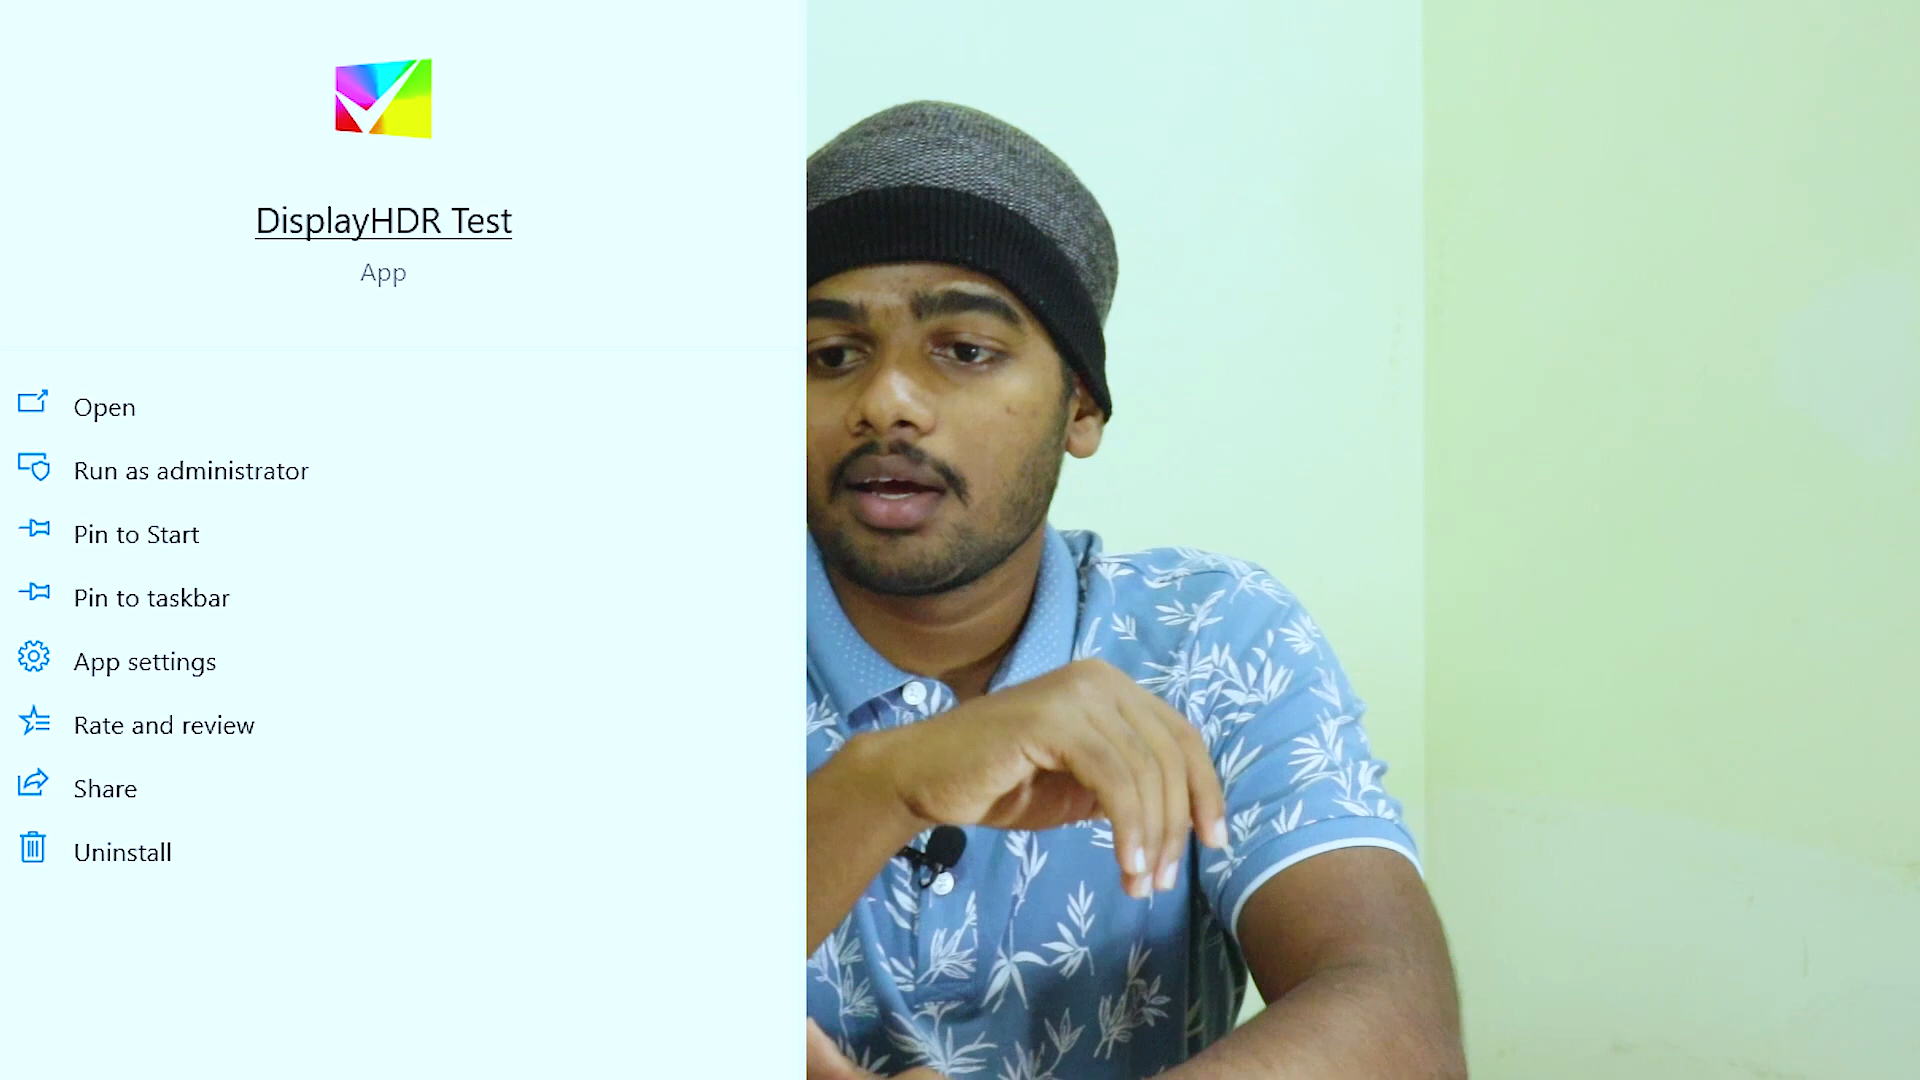 DisplayHDR Test
App
Open
Run as administrator
Pin to Start
Pin to taskbar
App settings
Rate and review
Share
Uninstall